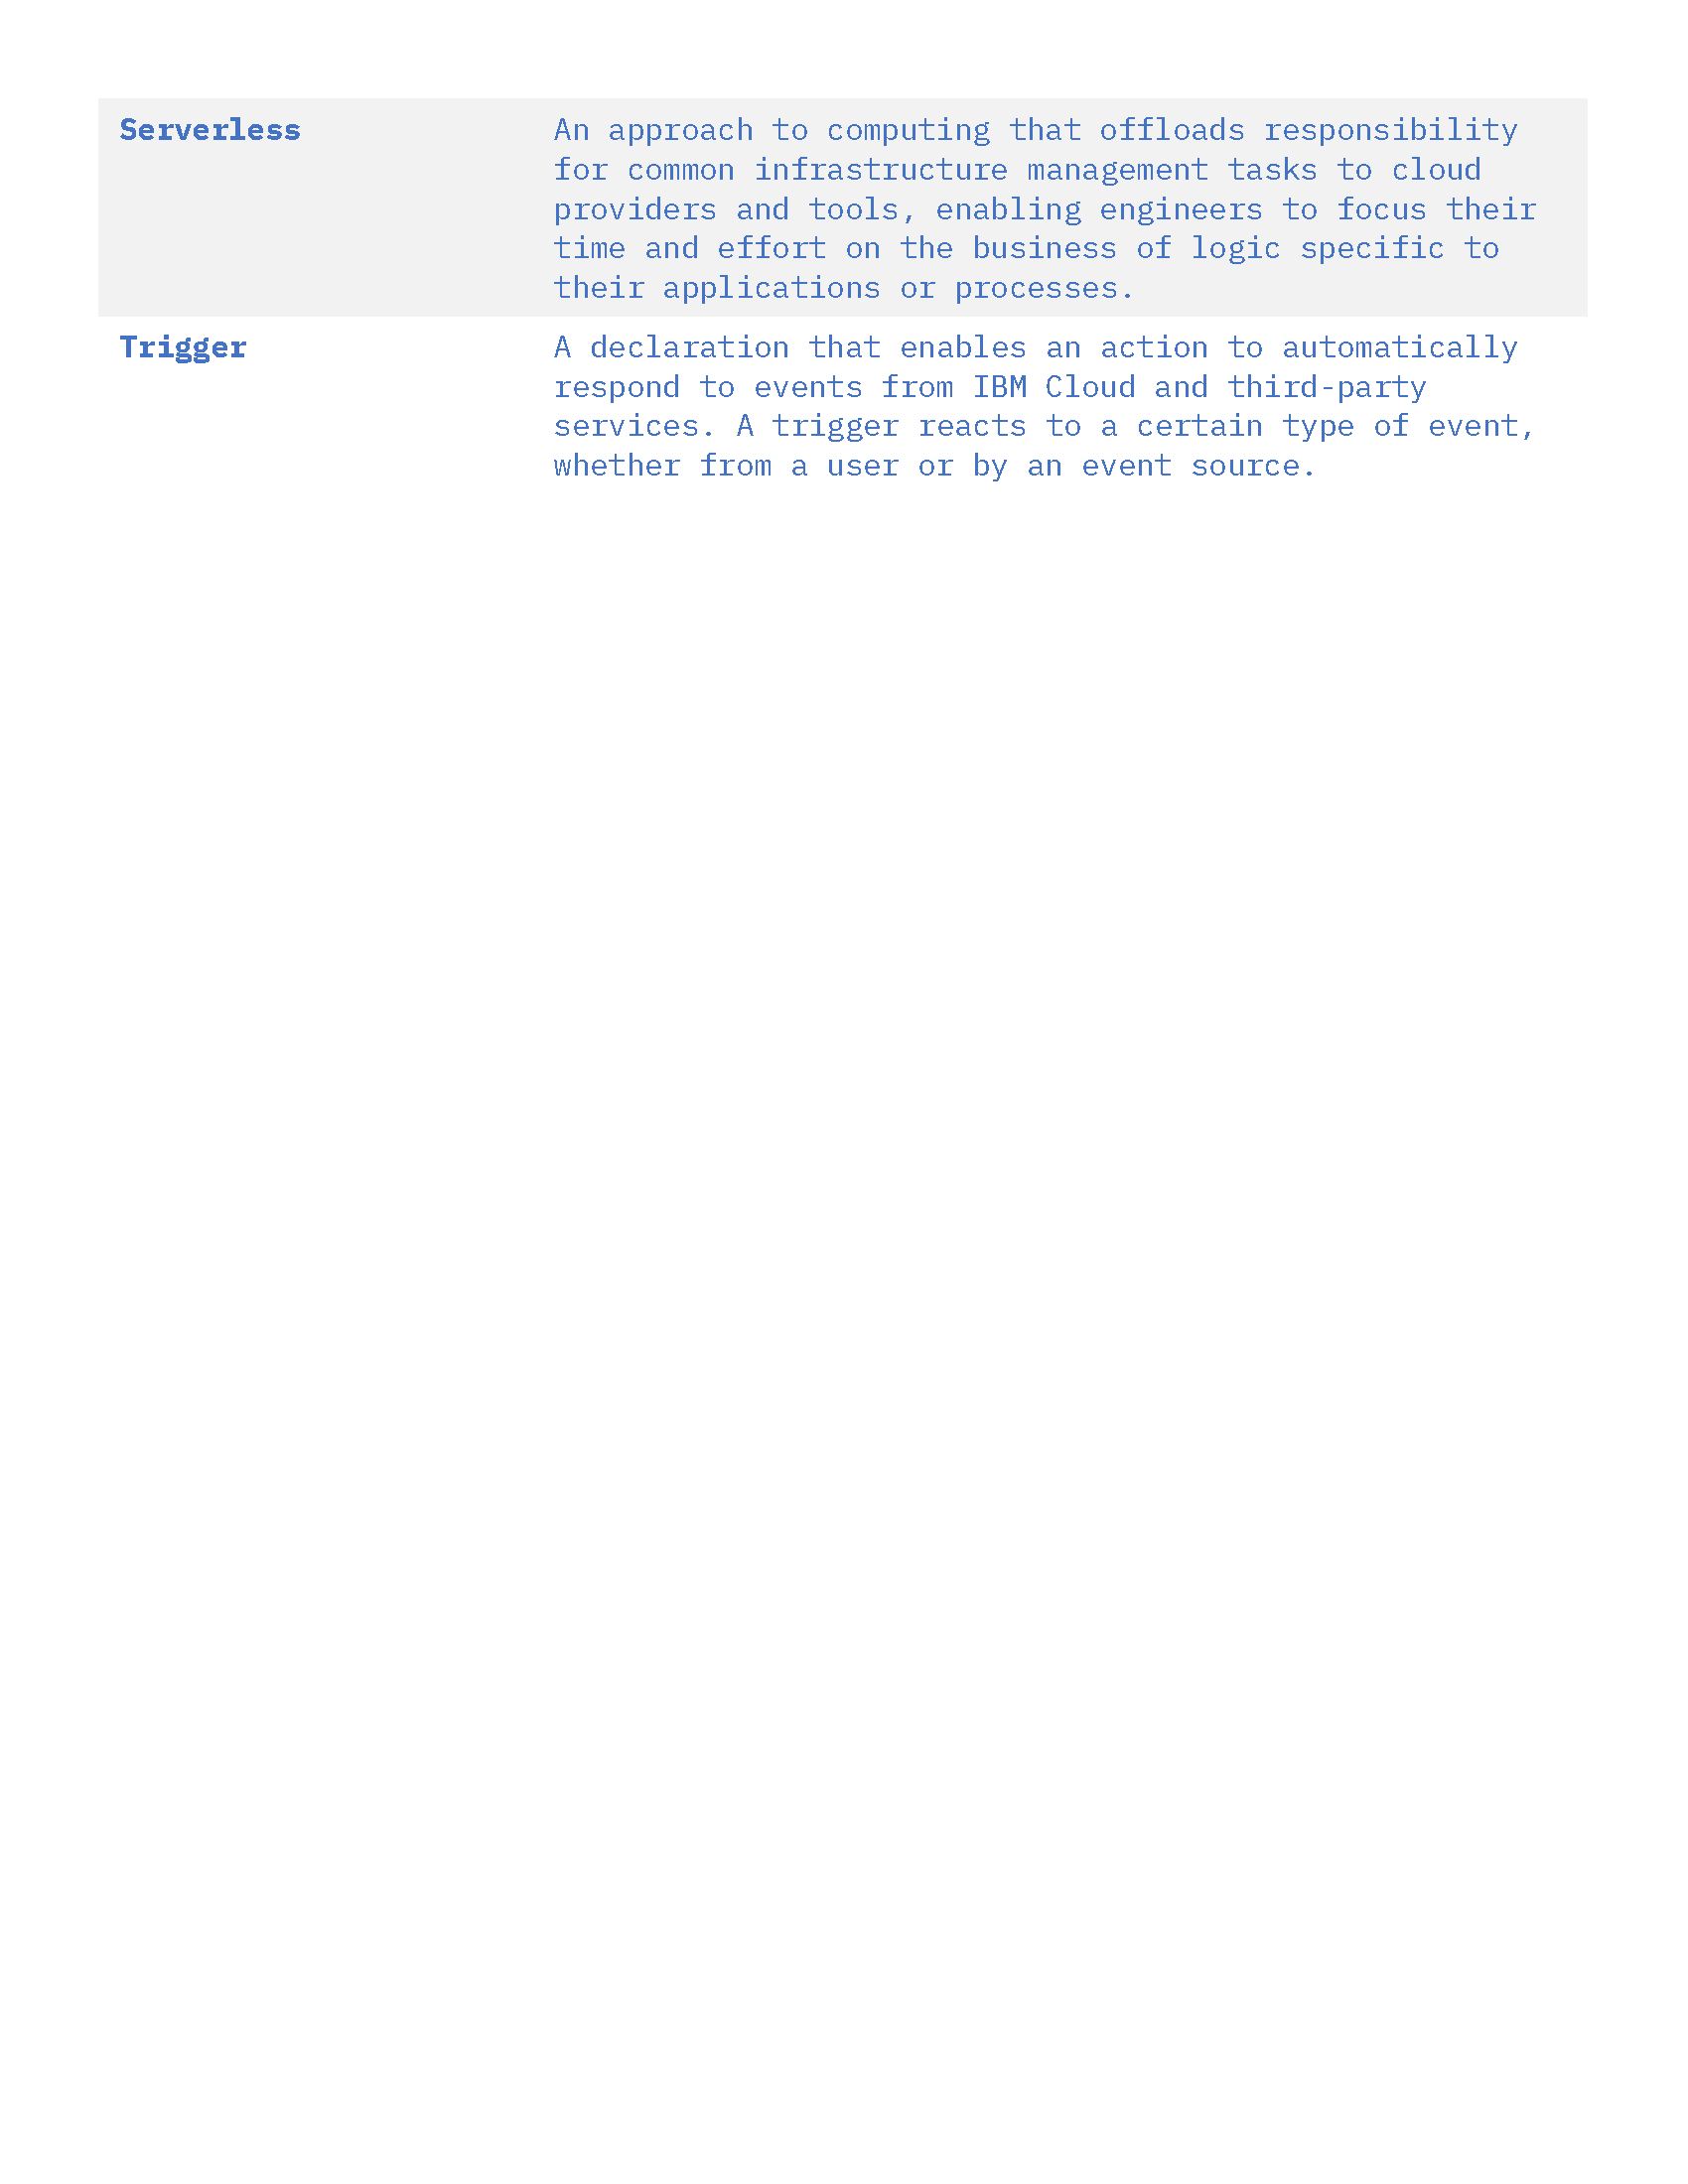 Serverless
An approach to computing that offloads responsibility
for common infrastructure management tasks to cloud
providers and tools, enabling engineers to focus their
time and effort on the business of logic specific to
their applications or processes.
Trigger
A declaration that enables an action to automatically
respond to events from IBM Cloud and third-party
services. A trigger reacts to a certain type of event,
whether from a user or by an event source.